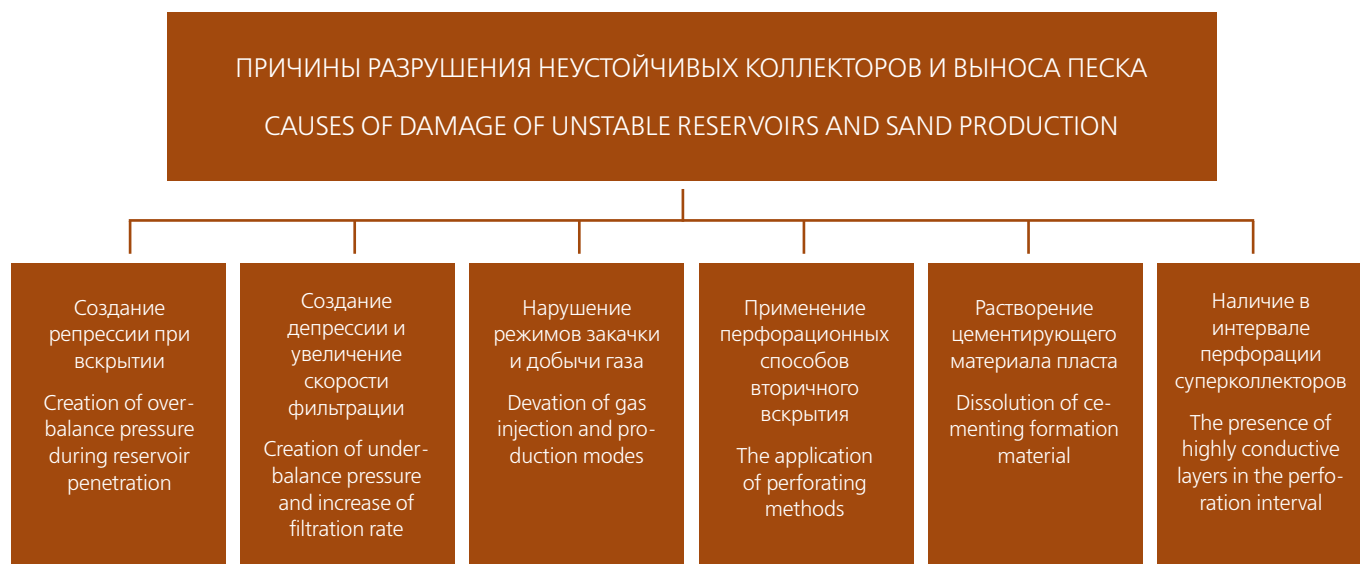 ПРИЧИНЫ РАЗРУШЕНИЯ НЕУСТОЙЧИВЫХ КОЛЛЕКТОРОВ И ВЫНОСА ПЕСКА
CAUSES OF DAMAGE OF UNSTABLE RESERVOIRS AND SAND PRODUCTION
Создание
репрессии при
вскрытии
Creation of over-
balance pressure
during reservoir
penetration
Создание
депрессии и
увеличение
скорости
фильтрации
Creation of under-
balance pressure
and increase of
filtration rate
Нарушение
режимов закачки
и добычи газа
Devation of gas
injection and pro-
duction modes
Применение
перфорационных
способов
вторичного
вскрытия
The application
of perforating
methods
Растворение
цементирующего
материала пласта
Dissolution of ce-
menting formation
material
Наличие в
интервале
перфорации
суперколлекторов
The presence of
highly conductive
layers in the perfo-
ration interval